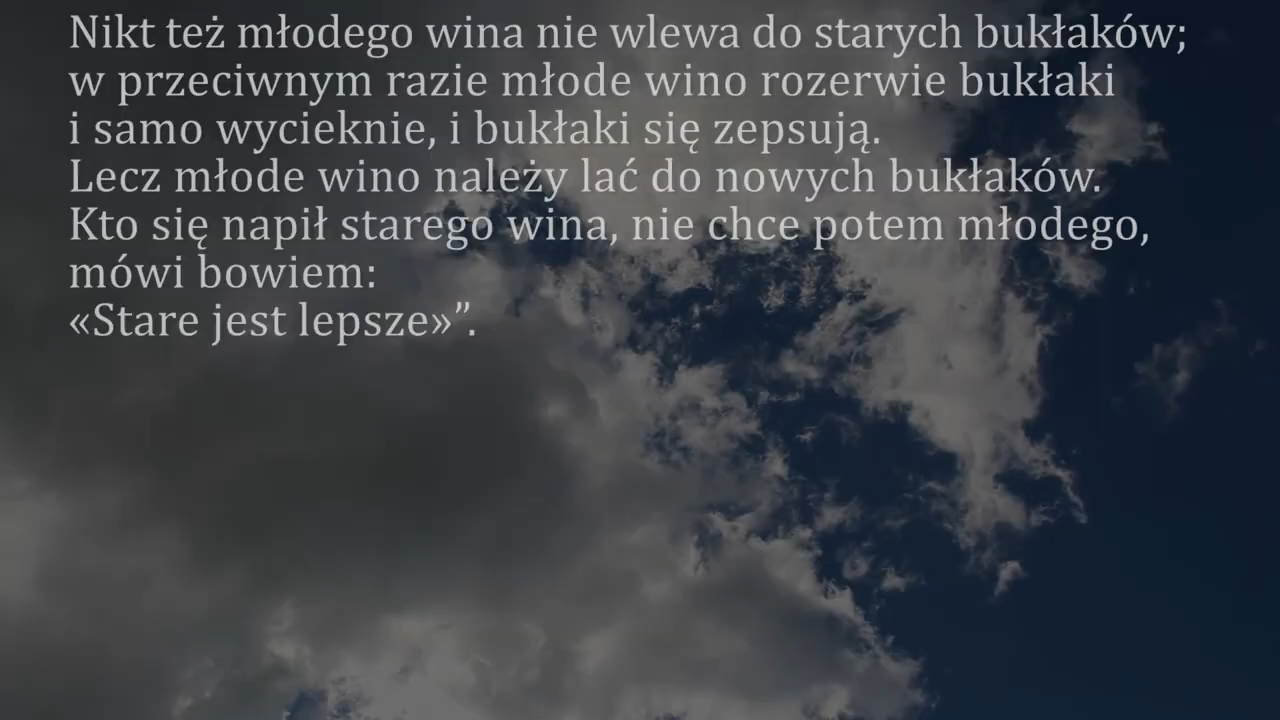 Nikt też młodego wina nie wlewa do starych bukłaków;
w przeciwnym razie młode wino rozerwie bukłaki
i samo wycieknie, i bukłaki się zepsują.
Lecz młode wino należy lać do nowych bukłaków.
Kto się napił starego wina, nie chce potem młodego,
mówi bowiem:
«Stare jest lepsze»”.